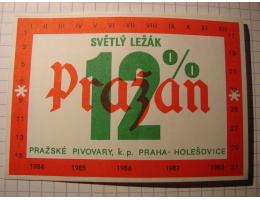 I II III IV V VI VII VIII IX X XI XII
SVĚTLÝ LEŽÁK
12%
Pražan
PRAŽSKÉ PIVOVARY, k. p. PRAHA - HOLEŠOVICE
1984 1985 1986 1987 1988